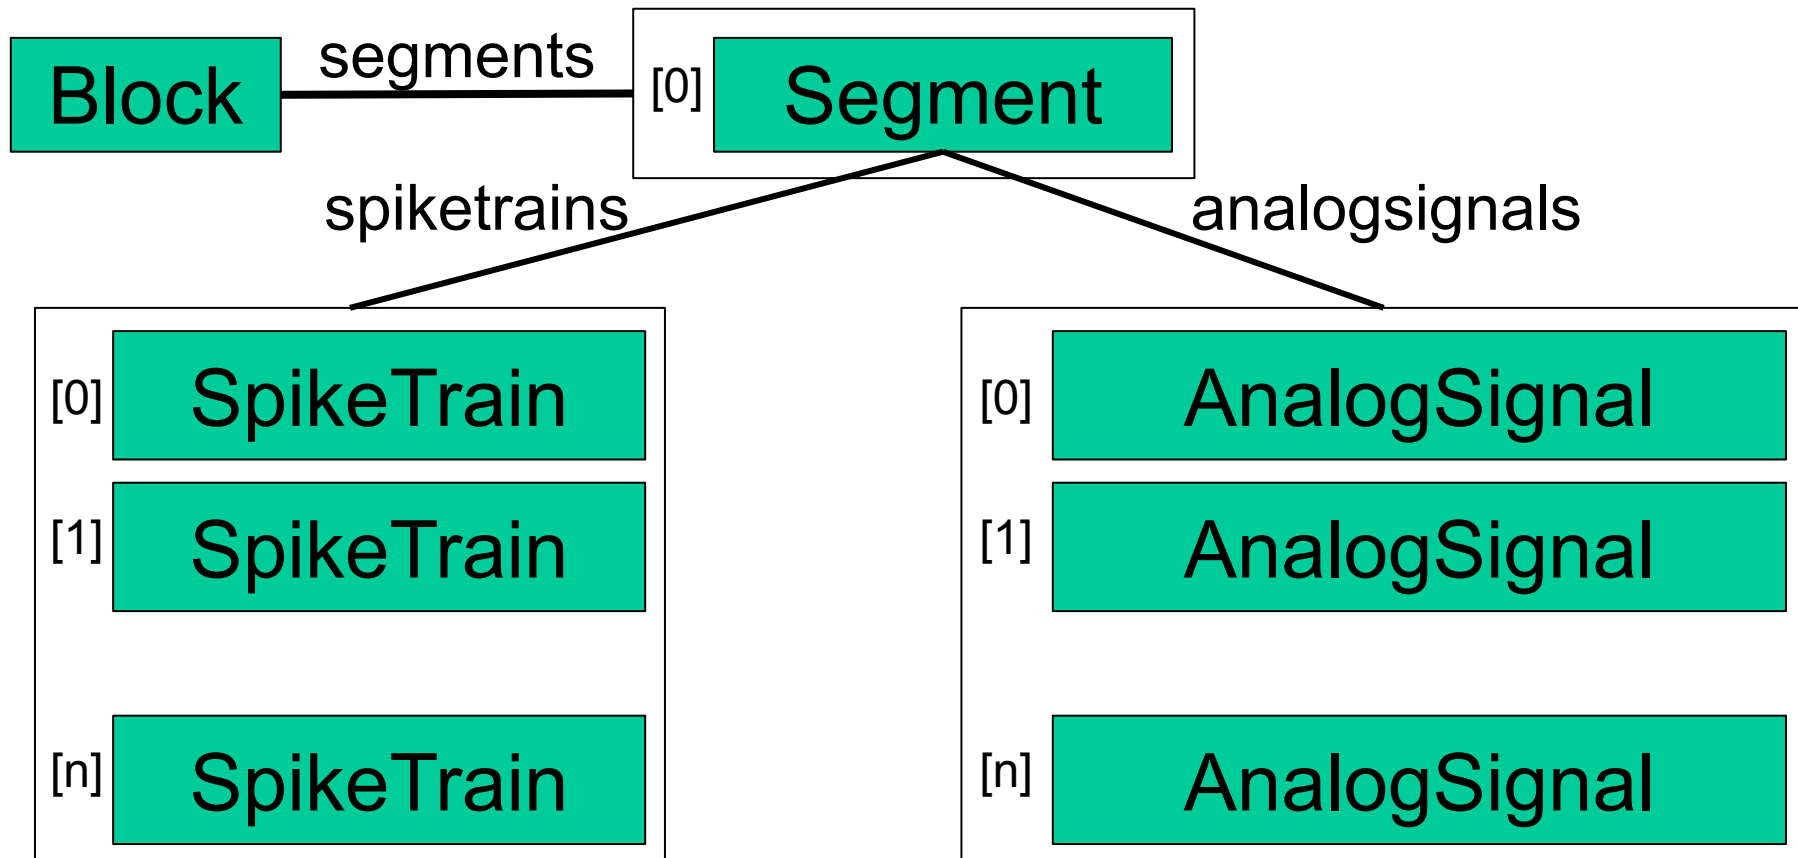 Block
segments
[0]
Segment
spiketrains
analogsignals
[0]
SpikeTrain
[1]
SpikeTrain
[n]
SpikeTrain
[0]
AnalogSignal
[1]
AnalogSignal
[n]
AnalogSignal